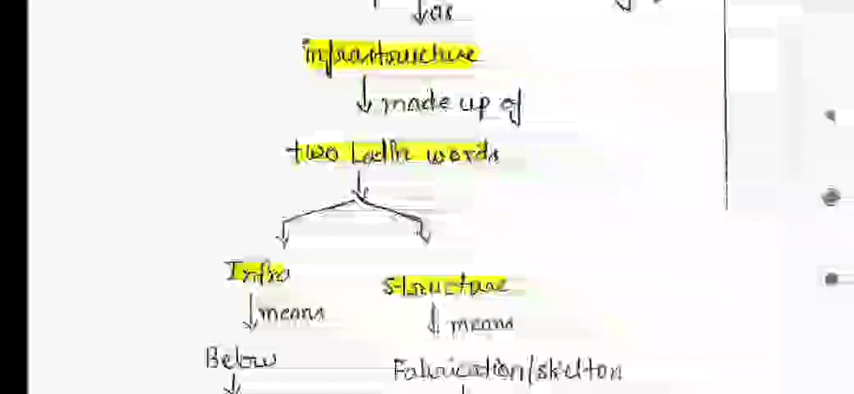 ↓as
infrastructure
↓ made up of
two Latin words
Infra structure
↓means ↓ means
Below Fabrication/skelton